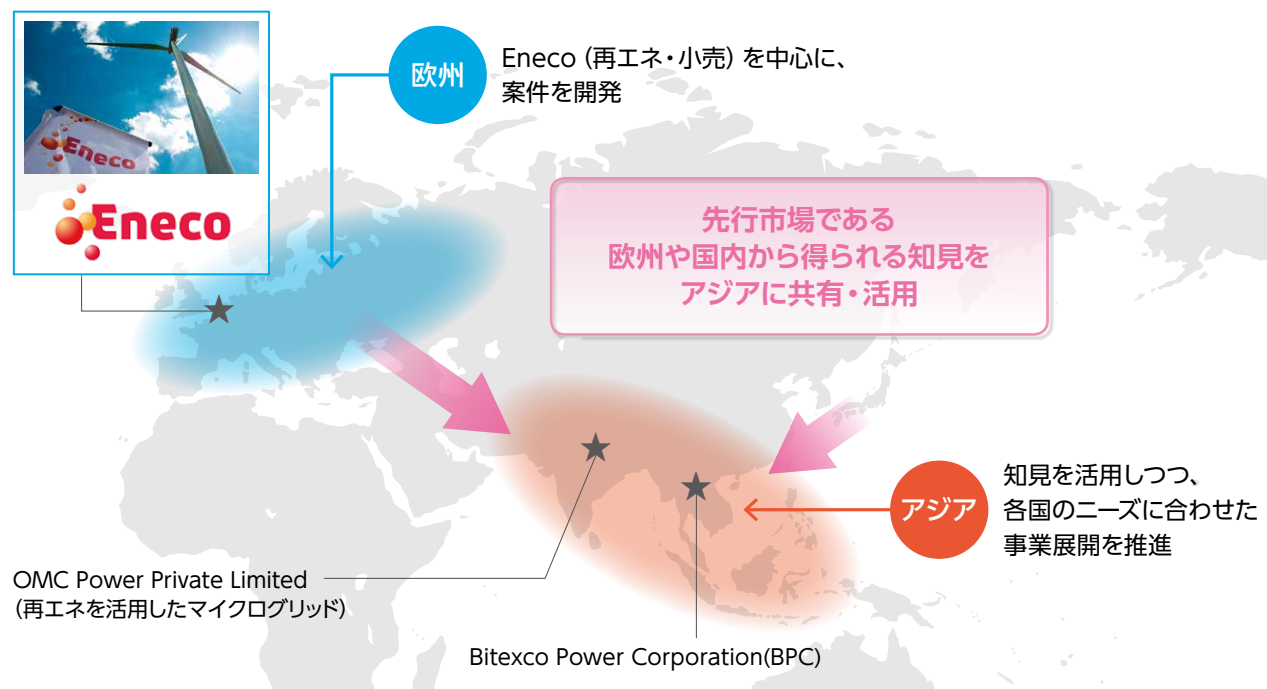 Eneco
Eneco
欧州
Eneco（再エネ・小売）を中心に、
案件を開発
先行市場である
欧州や国内から得られる知見を
アジアに共有・活用
アジア
知見を活用しつつ、
各国のニーズに合わせた
事業展開を推進
OMC Power Private Limited
（再エネを活用したマイクログリッド）
Bitexco Power Corporation(BPC)